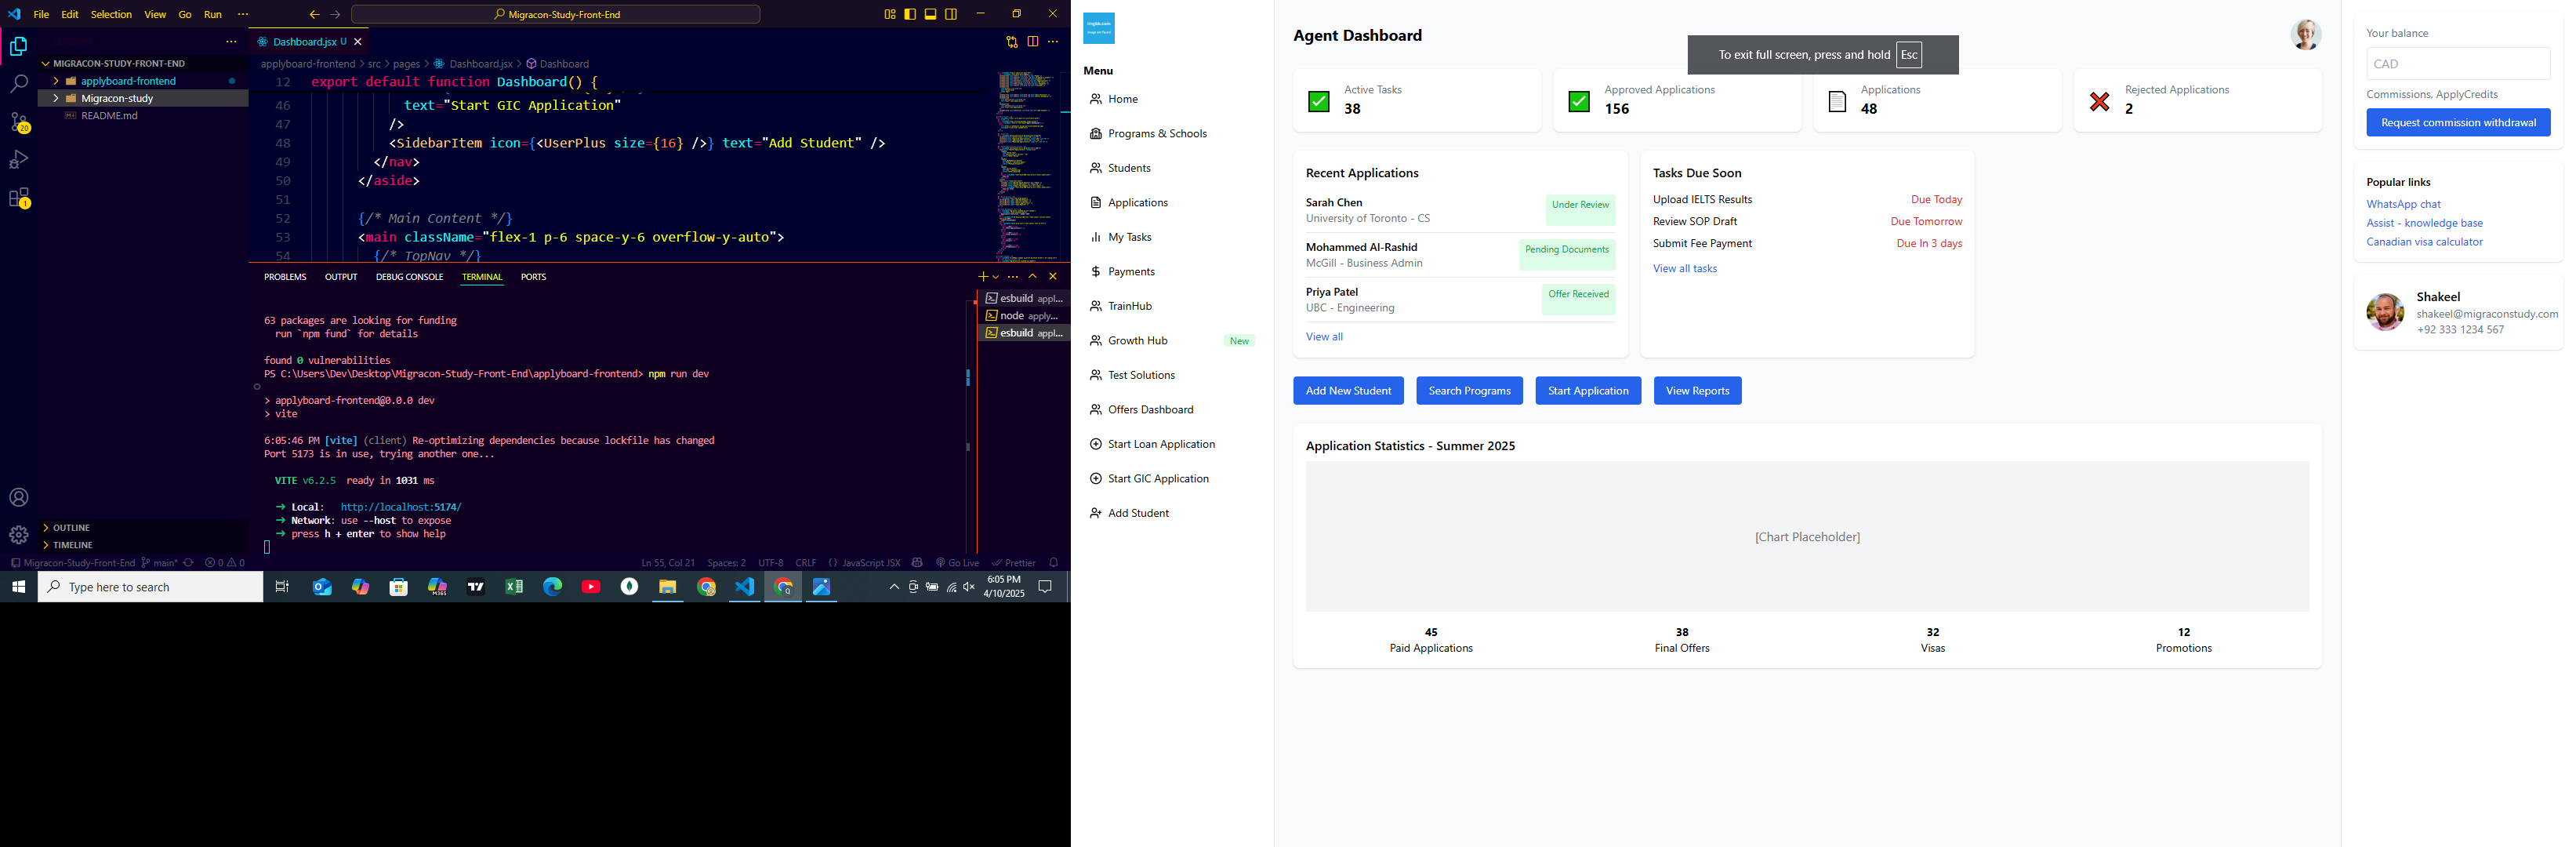 File Edit Selection View Go Run ···
Migracon-Study-Front-End
MIGRACON-STUDY-FRONT-END
applyboard-frontend
Migracon-study
README.md
OUTLINE
TIMELINE
20
1
Dashboard.jsx U
applyboard-frontend > src > pages > Dashboard.jsx > Dashboard
12 export default function Dashboard() {
46 text="Start GIC Application"
47 />
48 <SidebarItem icon={<UserPlus size={16} />} text="Add Student" />
49 </nav>
50 </aside>
51
52 {/* Main Content */}
53 <main className="flex-1 p-6 space-y-6 overflow-y-auto">
54 {/* TopNav */}
PROBLEMS OUTPUT DEBUG CONSOLE TERMINAL PORTS
esbuild appl...
node apply...
esbuild appl...
63 packages are looking for funding
run `npm fund` for details
found 0 vulnerabilities
PS C:\Users\Dev\Desktop\Migracon-Study-Front-End\applyboard-frontend> npm run dev
> applyboard-frontend@0.0.0 dev
> vite
6:05:46 PM [vite] (client) Re-optimizing dependencies because lockfile has changed
Port 5173 is in use, trying another one...
VITE v6.2.5 ready in 1031 ms
➜ Local: http://localhost:5174/
➜ Network: use --host to expose
➜ press h + enter to show help
Migracon-Study-Front-End main* 0 0 Ln 55, Col 21 Spaces: 2 UTF-8 CRLF {} JavaScript JSX Go Live Prettier
Type here to search
6:05 PM
4/10/2025
Menu
Home
Programs & Schools
Students
Applications
My Tasks
Payments
TrainHub
Growth Hub New
Test Solutions
Offers Dashboard
Start Loan Application
Start GIC Application
Add Student
Agent Dashboard
To exit full screen, press and hold Esc
Active Tasks
38
Approved Applications
156
Applications
48
Rejected Applications
2
Recent Applications
Sarah Chen
University of Toronto - CS
Under Review
Mohammed Al-Rashid
McGill - Business Admin
Pending Documents
Priya Patel
UBC - Engineering
Offer Received
View all
Tasks Due Soon
Upload IELTS Results Due Today
Review SOP Draft Due Tomorrow
Submit Fee Payment Due In 3 days
View all tasks
Add New Student Search Programs Start Application View Reports
Application Statistics - Summer 2025
[Chart Placeholder]
45
Paid Applications
38
Final Offers
32
Visas
12
Promotions
Your balance
CAD
Commissions, ApplyCredits
Request commission withdrawal
Popular links
WhatsApp chat
Assist - knowledge base
Canadian visa calculator
Shakeel
shakeel@migraconstudy.com
+92 333 1234 567